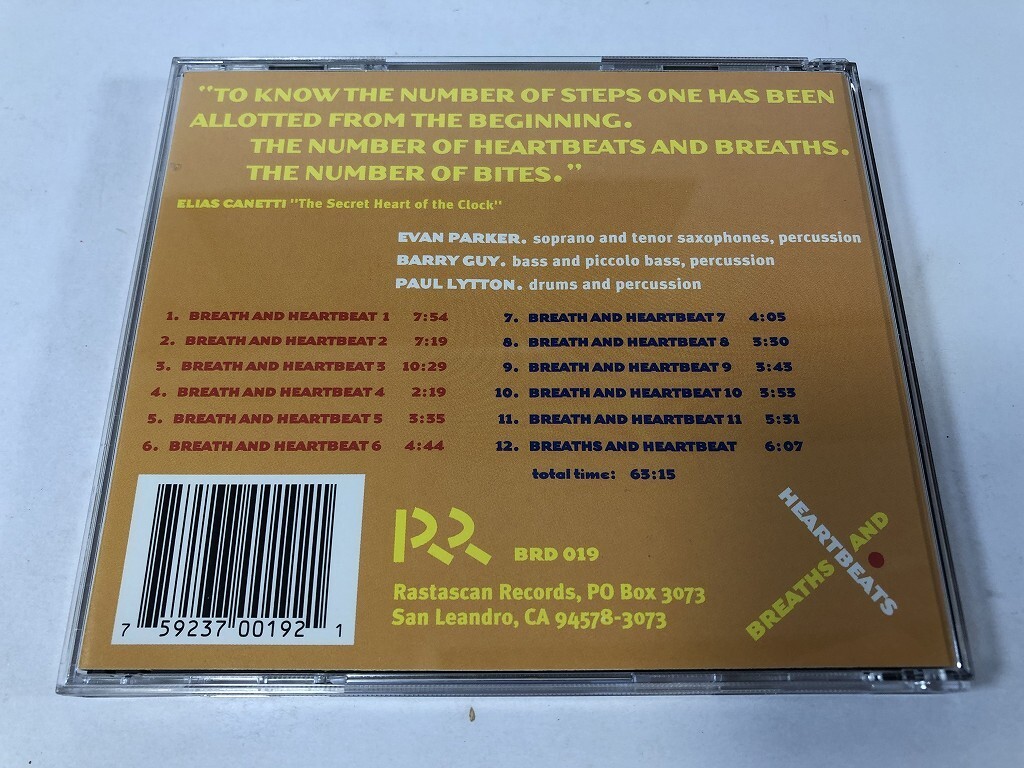 "TO KNOW THE NUMBER OF STEPS ONE HAS BEEN
ALLOTTED FROM THE BEGINNING.
THE NUMBER OF HEARTBEATS AND BREATHS.
THE NUMBER OF BITES."
ELIAS CANETTI "The Secret Heart of the Clock"
EVAN PARKER. soprano and tenor saxophones, percussion
BARRY GUY. bass and piccolo bass, percussion
PAUL LYTTON. drums and percussion
1. BREATH AND HEARTBEAT 1 7:54
2. BREATH AND HEARTBEAT 2 7:19
3. BREATH AND HEARTBEAT 3 10:29
4. BREATH AND HEARTBEAT 4 2:19
5. BREATH AND HEARTBEAT 5 3:35
6. BREATH AND HEARTBEAT 6 4:44
7. BREATH AND HEARTBEAT 7 4:05
8. BREATH AND HEARTBEAT 8 3:30
9. BREATH AND HEARTBEAT 9 3:43
10. BREATH AND HEARTBEAT 10 3:53
11. BREATH AND HEARTBEAT 11 5:31
12. BREATHS AND HEARTBEAT 6:07
total time: 63:15
7 59237 00192 1
RR BRD 019
Rastascan Records, PO Box 3073
San Leandro, CA 94578-3073
BREATHS AND
HEARTBEATS